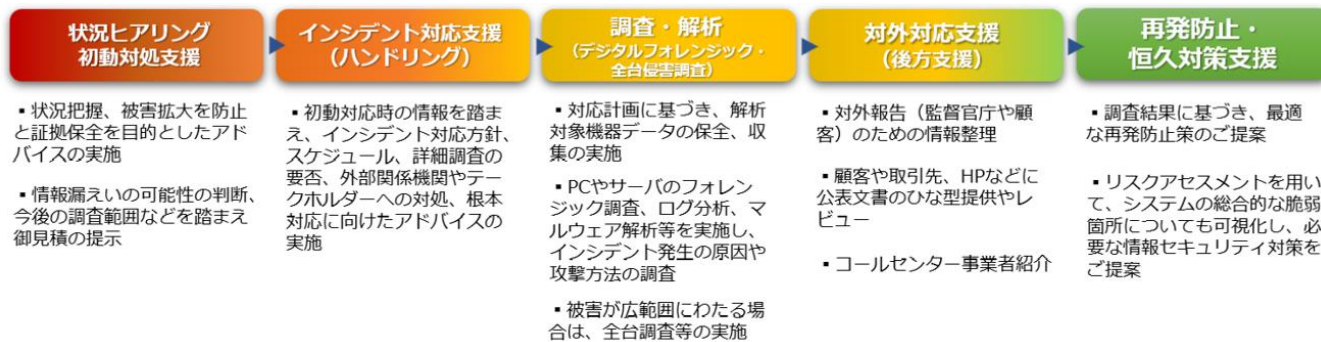 状況ヒアリング
初動対処支援
▪状況把握、被害拡大を防止
と証拠保全を目的としたアド
バイスの実施
▪情報漏えいの可能性の判断、
今後の調査範囲などを踏まえ
御見積の提示
インシデント対応支援
（ハンドリング）
▪初動対応時の情報を踏ま
え、インシデント対応方針、
スケジュール、詳細調査の
要否、外部関係機関やテー
クホルダーへの対処、根本
対応に向けたアドバイスの
実施
調査・解析
（デジタルフォレンジック・
全台侵害調査）
▪対応計画に基づき、解析
対象機器データの保全、収
集の実施
▪PCやサーバのフォレン
ジック調査、ログ分析、マ
ルウェア解析等を実施し、
インシデント発生の原因や
攻撃方法の調査
▪被害が広範囲にわたる場
合は、全台調査等の実施
対外対応支援
（後方支援）
▪対外報告（監督官庁や顧
客）のための情報整理
▪顧客や取引先、HPなどに
公表文書のひな型提供やレ
ビュー
▪コールセンター事業者紹介
再発防止・
恒久対策支援
▪調査結果に基づき、最適
な再発防止策のご提案
▪リスクアセスメントを用い
て、システムの総合的な脆弱
箇所についても可視化し、必
要な情報セキュリティ対策を
ご提案